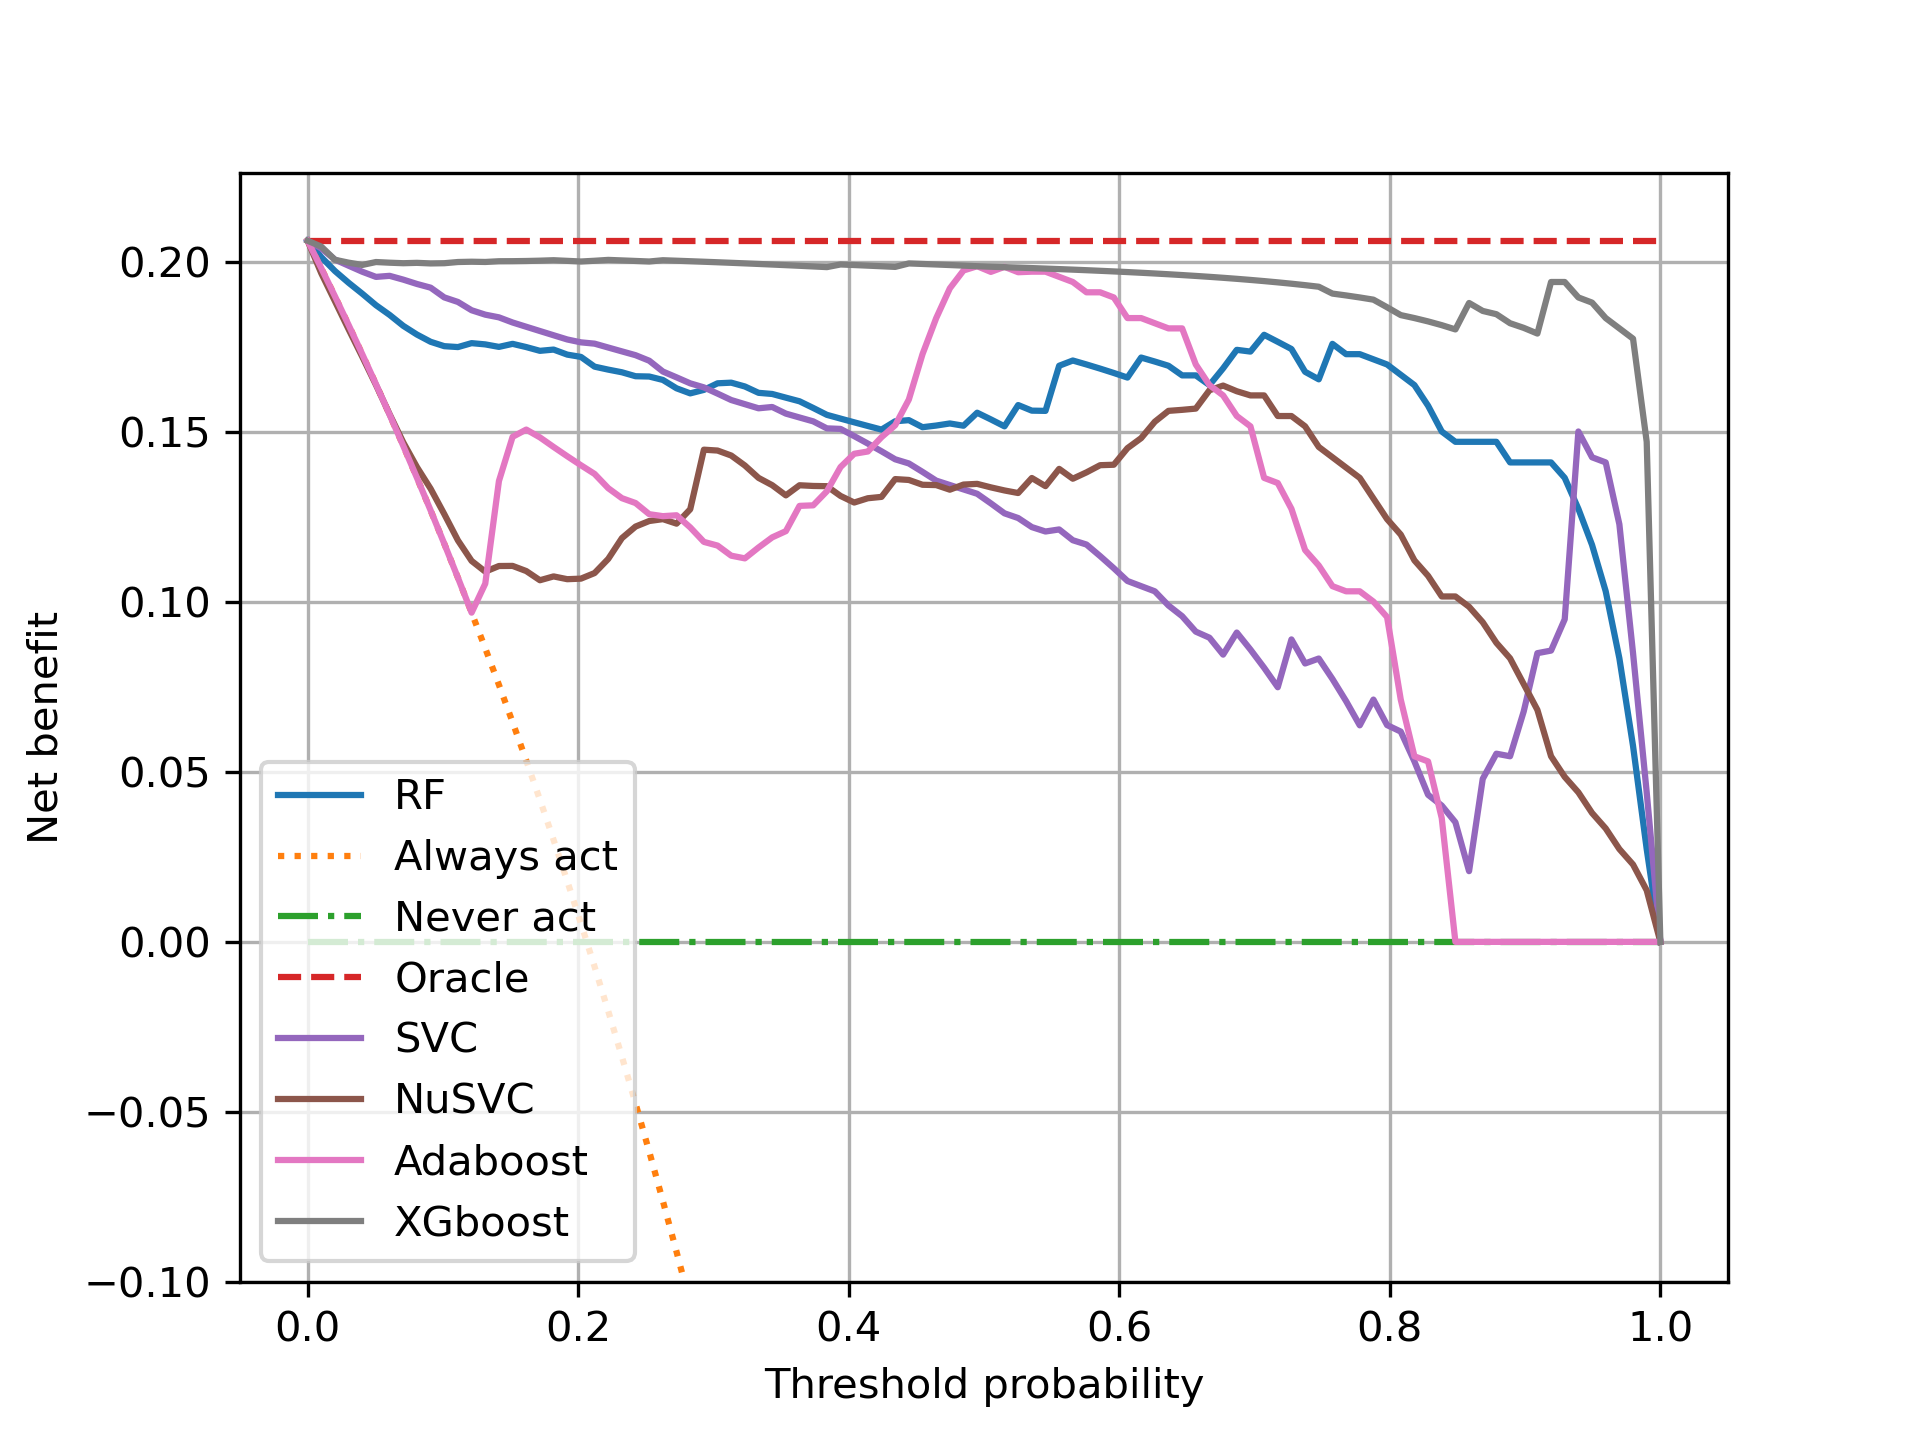 0.20
0.15
0.10
0.05
0.00
−0.05
−0.10
Net benefit
RF
Always act
Never act
Oracle
SVC
NuSVC
Adaboost
XGboost
0.0 0.2 0.4 0.6 0.8 1.0
Threshold probability